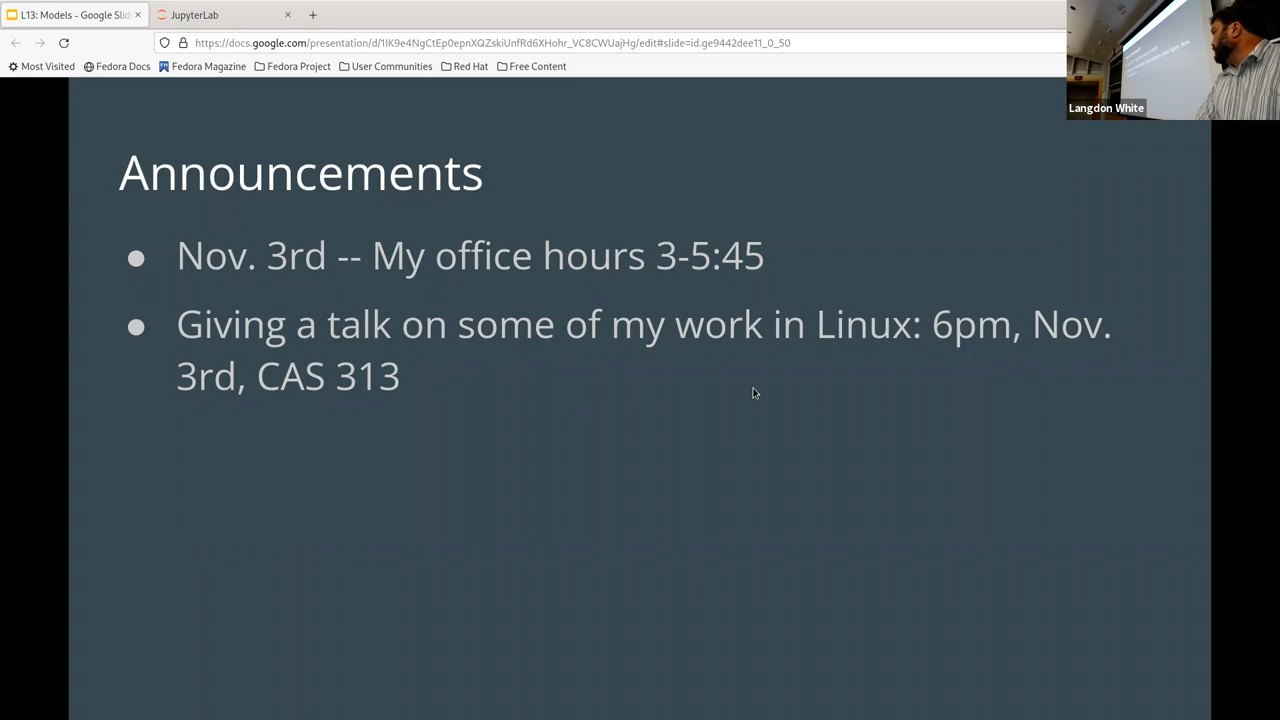 L13: Models - Google Slid
JupyterLab
https://docs.google.com/presentation/d/1IK9e4NgCtEp0epnXQZskiUnfRd6XHohr_VC8CWUajHg/edit#slide=id.ge9442dee11_0_50
Most Visited Fedora Docs Fedora Magazine Fedora Project User Communities Red Hat Free Content
Langdon White
Announcements
● Nov. 3rd -- My office hours 3-5:45
● Giving a talk on some of my work in Linux: 6pm, Nov.
3rd, CAS 313